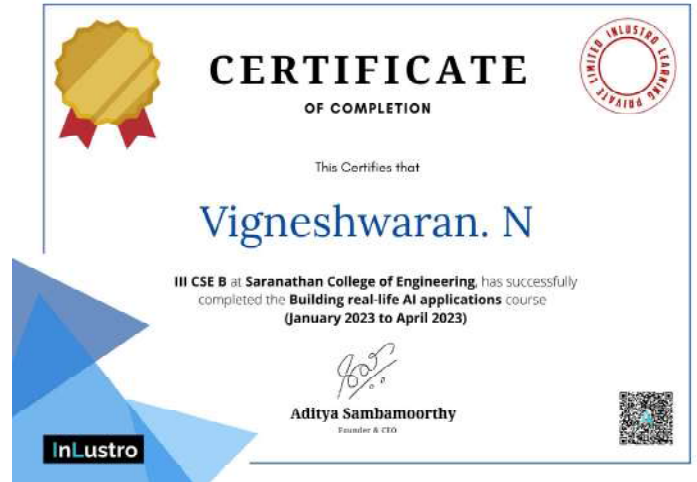 CERTIFICATE
OF COMPLETION
INLUSTRO LEARNING PRIVATE LIMITED
This Certifies that
Vigneshwaran. N
III CSE B at Saranathan College of Engineering, has successfully
completed the Building real-life AI applications course
(January 2023 to April 2023)
Aditya Sambamoorthy
Founder & CEO
InLustro